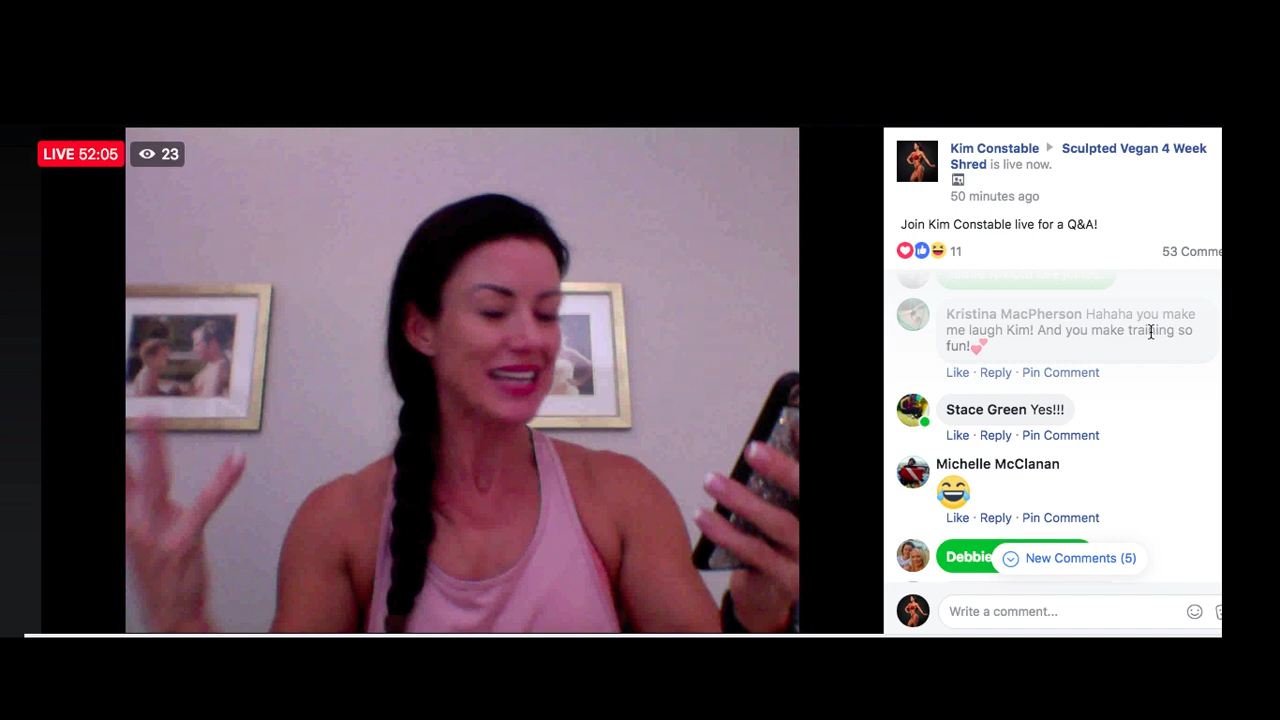 LIVE 52:05
23
Kim Constable Sculpted Vegan 4 Week
Shred is live now.
50 minutes ago
Join Kim Constable live for a Q&A!
11
53 Comme
Kristina MacPherson Hahaha you make
me laugh Kim! And you make training so
fun!
Like · Reply · Pin Comment
Stace Green Yes!!!
Like · Reply · Pin Comment
Michelle McClanan
Like · Reply · Pin Comment
Debbie
New Comments (5)
Write a comment...